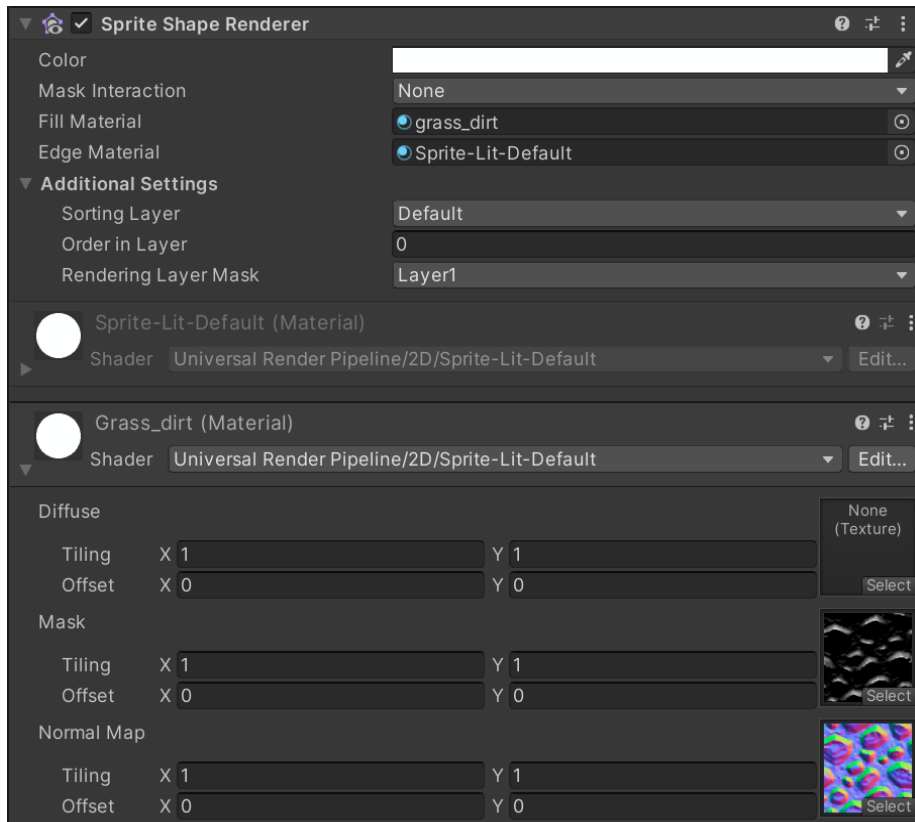 Sprite Shape Renderer
Color
Mask Interaction None
Fill Material grass_dirt
Edge Material Sprite-Lit-Default
Additional Settings
Sorting Layer Default
Order in Layer 0
Rendering Layer Mask Layer1
Sprite-Lit-Default (Material)
Shader Universal Render Pipeline/2D/Sprite-Lit-Default Edit...
Grass_dirt (Material)
Shader Universal Render Pipeline/2D/Sprite-Lit-Default Edit...
Diffuse None
(Texture)
Tiling X 1 Y 1
Offset X 0 Y 0 Select
Mask
Tiling X 1 Y 1
Offset X 0 Y 0 Select
Normal Map
Tiling X 1 Y 1
Offset X 0 Y 0 Select